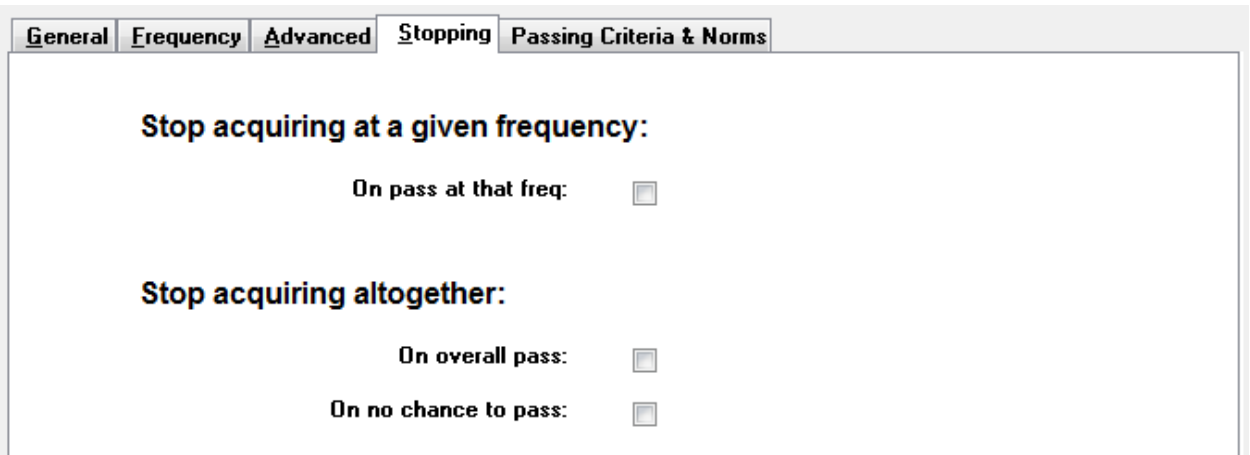 General Frequency Advanced Stopping Passing Criteria & Norms
Stop acquiring at a given frequency:
On pass at that freq:
Stop acquiring altogether:
On overall pass:
On no chance to pass: